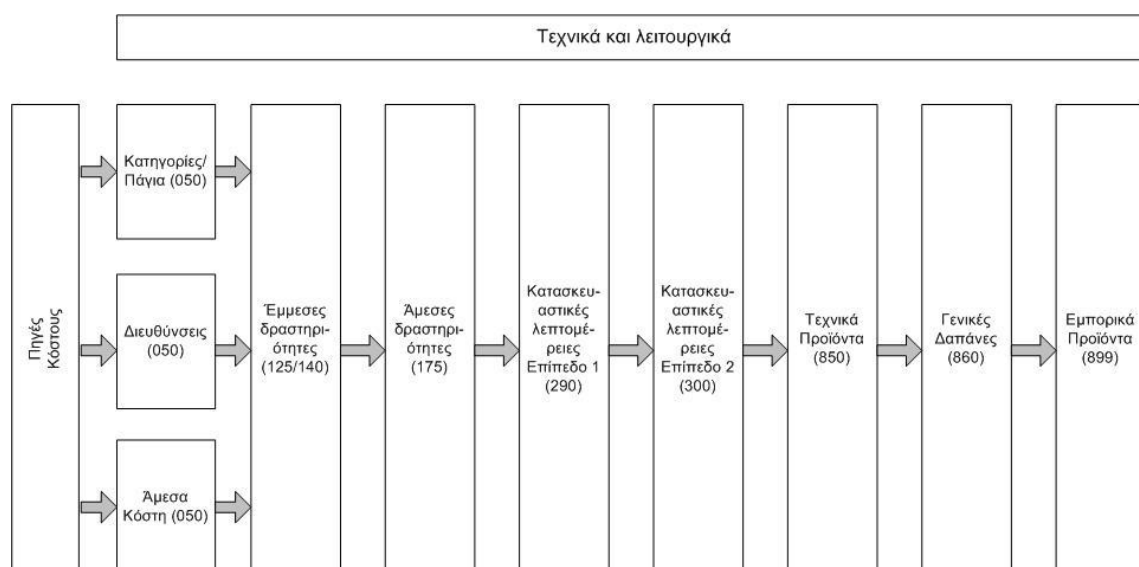 Τεχνικά και λειτουργικά
Πηγές
Κόστους
Κατηγορίες/
Πάγια (050)
Διευθύνσεις
(050)
Άμεσα
Κόστη (050)
Έμμεσες
δραστηρι-
ότητες
(125/140)
Άμεσες
δραστηρι-
ότητες
(175)
Κατασκευ-
αστικές
λεπτομέ-
ρειες
Επίπεδο 1
(290)
Κατασκευ-
αστικές
λεπτομέ-
ρειες
Επίπεδο 2
(300)
Τεχνικά
Προϊόντα
(850)
Γενικές
Δαπάνες
(860)
Εμπορικά
Προϊόντα
(899)